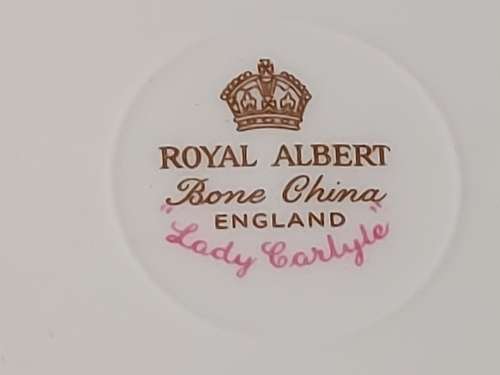 ROYAL ALBERT
Bone China
ENGLAND
"Lady Carlyle"